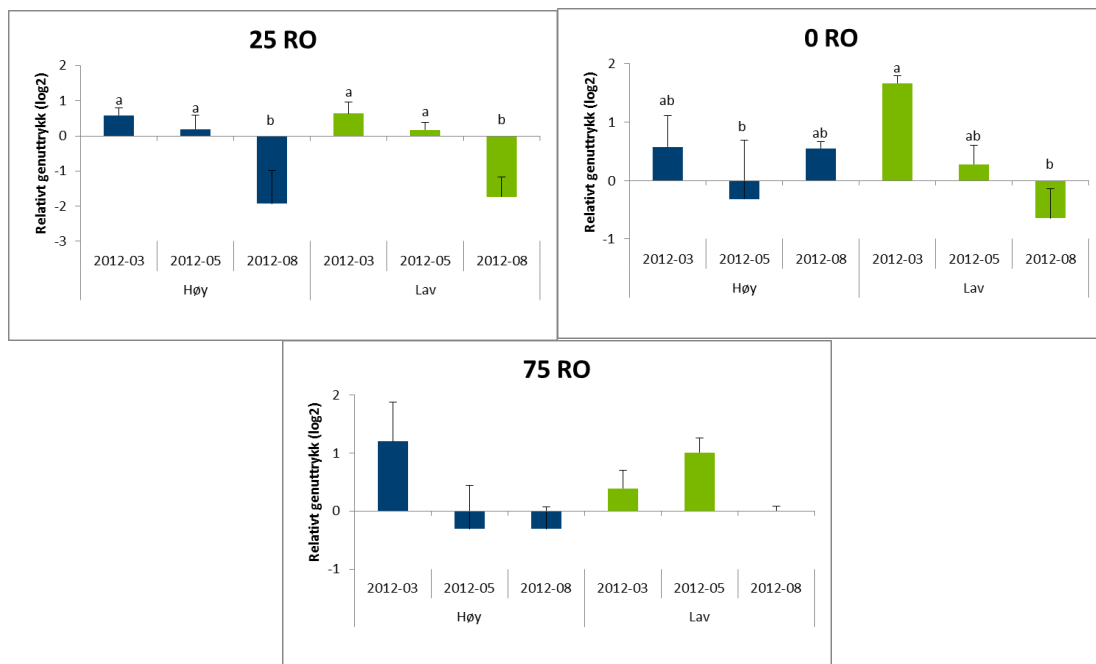 25 RO
Relativt genuttrykk (log2)
2
1
0
-1
-2
-3
a
a
b
a
a
b
2012-03 2012-05 2012-08 2012-03 2012-05 2012-08
Høy Lav
0 RO
Relativt genuttrykk (log2)
2
1
0
-1
ab
b
ab
a
ab
b
2012-03 2012-05 2012-08 2012-03 2012-05 2012-08
Høy Lav
75 RO
Relativt genuttrykk (log2)
2
1
0
-1
2012-03 2012-05 2012-08 2012-03 2012-05 2012-08
Høy Lav